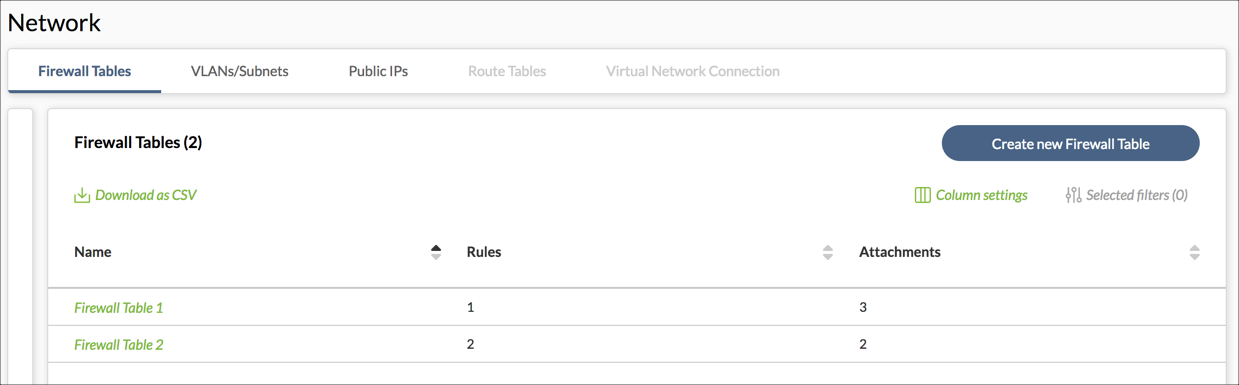 Network
Firewall Tables VLANs/Subnets Public IPs Route Tables Virtual Network Connection
Firewall Tables (2) Create new Firewall Table
Download as CSV Column settings Selected filters (0)
Name Rules Attachments
Firewall Table 1 1 3
Firewall Table 2 2 2